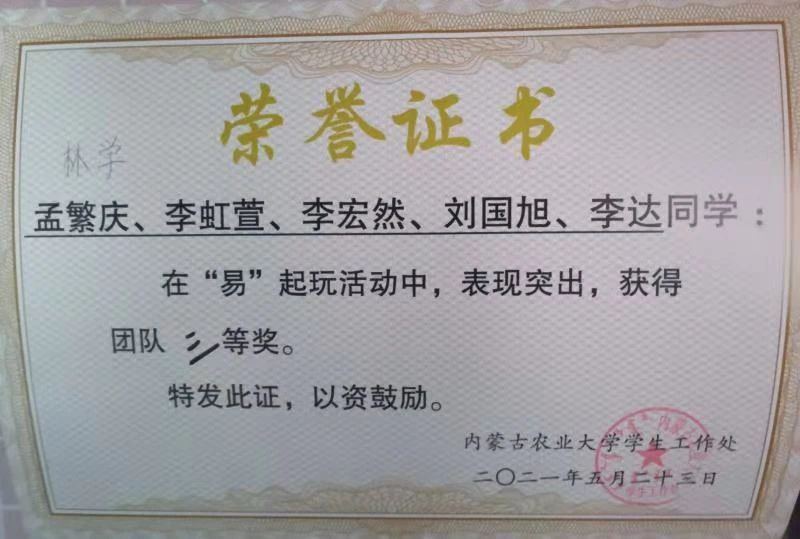 荣誉证书
林学
孟繁庆、李虹萱、李宏然、刘国旭、李达同学：
在“易”起玩活动中，表现突出，获得
团队 三等奖。
特发此证，以资鼓励。
内蒙古农业大学学生工作处
二〇二一年五月二十三日